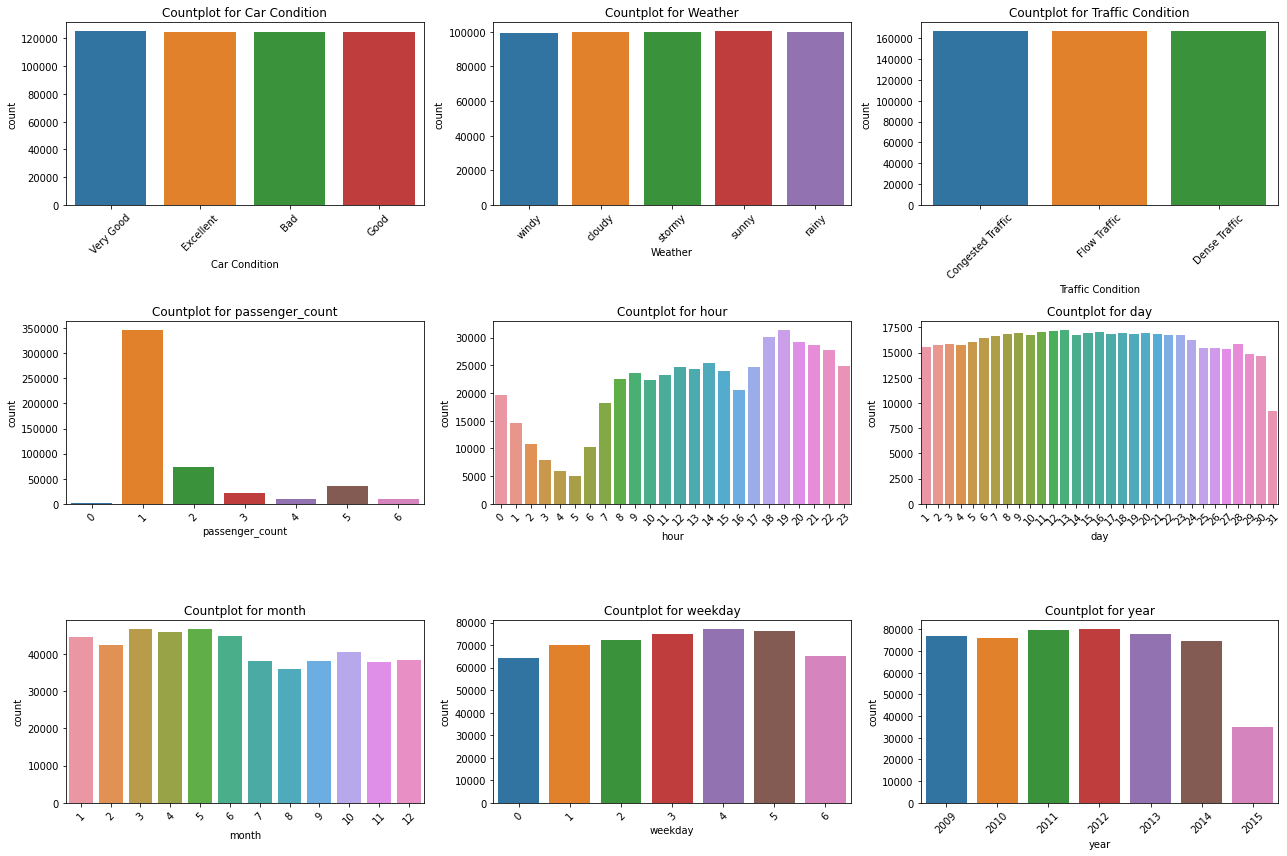 Countplot for Car Condition
count
120000
100000
80000
60000
40000
20000
0
Very Good
Excellent
Bad
Good
Car Condition
Countplot for Weather
count
100000
80000
60000
40000
20000
0
windy
cloudy
stormy
sunny
rainy
Weather
Countplot for Traffic Condition
count
160000
140000
120000
100000
80000
60000
40000
20000
0
Congested Traffic
Flow Traffic
Dense Traffic
Traffic Condition
Countplot for passenger_count
count
350000
300000
250000
200000
150000
100000
50000
0
0 1 2 3 4 5 6
passenger_count
Countplot for hour
count
30000
25000
20000
15000
10000
5000
0
0 1 2 3 4 5 6 7 8 9 10 11 12 13 14 15 16 17 18 19 20 21 22 23
hour
Countplot for day
count
17500
15000
12500
10000
7500
5000
2500
0
1 2 3 4 5 6 7 8 9 10 11 12 13 14 15 16 17 18 19 20 21 22 23 24 25 26 27 28 29 30 31
day
Countplot for month
count
40000
30000
20000
10000
0
1 2 3 4 5 6 7 8 9 10 11 12
month
Countplot for weekday
count
80000
70000
60000
50000
40000
30000
20000
10000
0
0 1 2 3 4 5 6
weekday
Countplot for year
count
80000
70000
60000
50000
40000
30000
20000
10000
0
2009 2010 2011 2012 2013 2014 2015
year